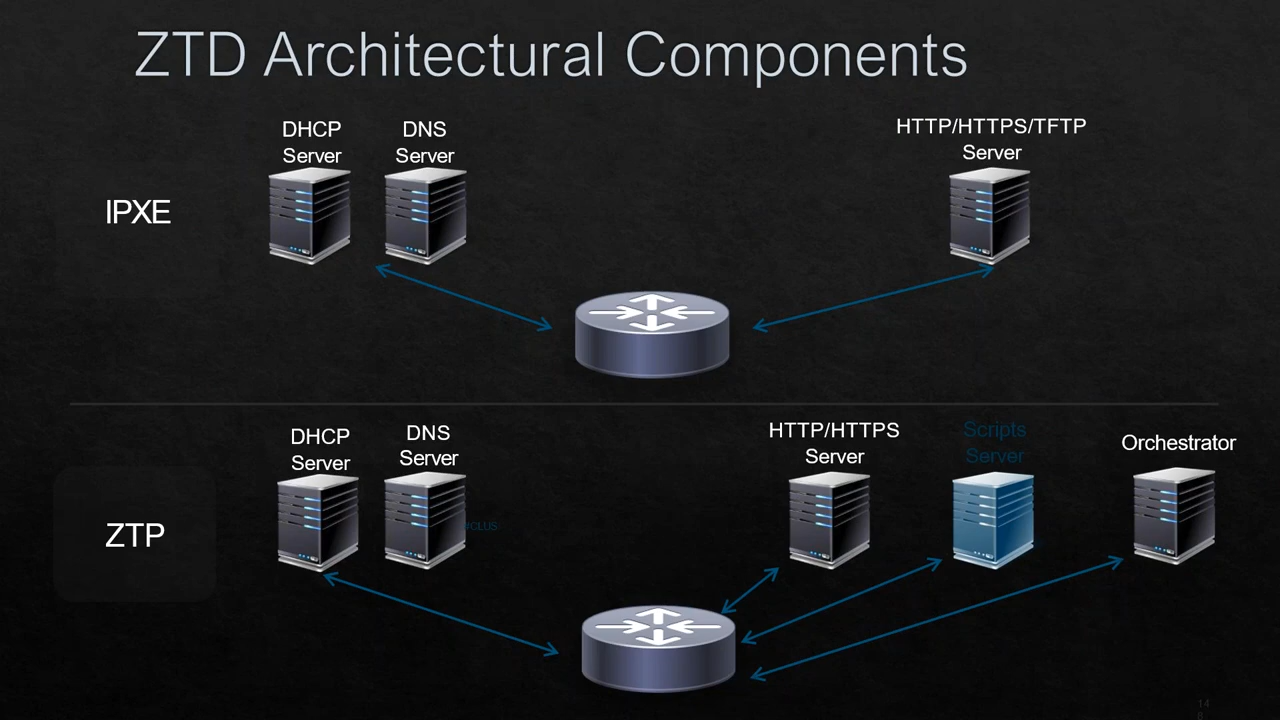 ZTD Architectural Components
DHCP
Server
DNS
Server
HTTP/HTTPS/TFTP
Server
IPXE
DHCP
Server
DNS
Server
HTTP/HTTPS
Server
Scripts
Server
Orchestrator
ZTP
14